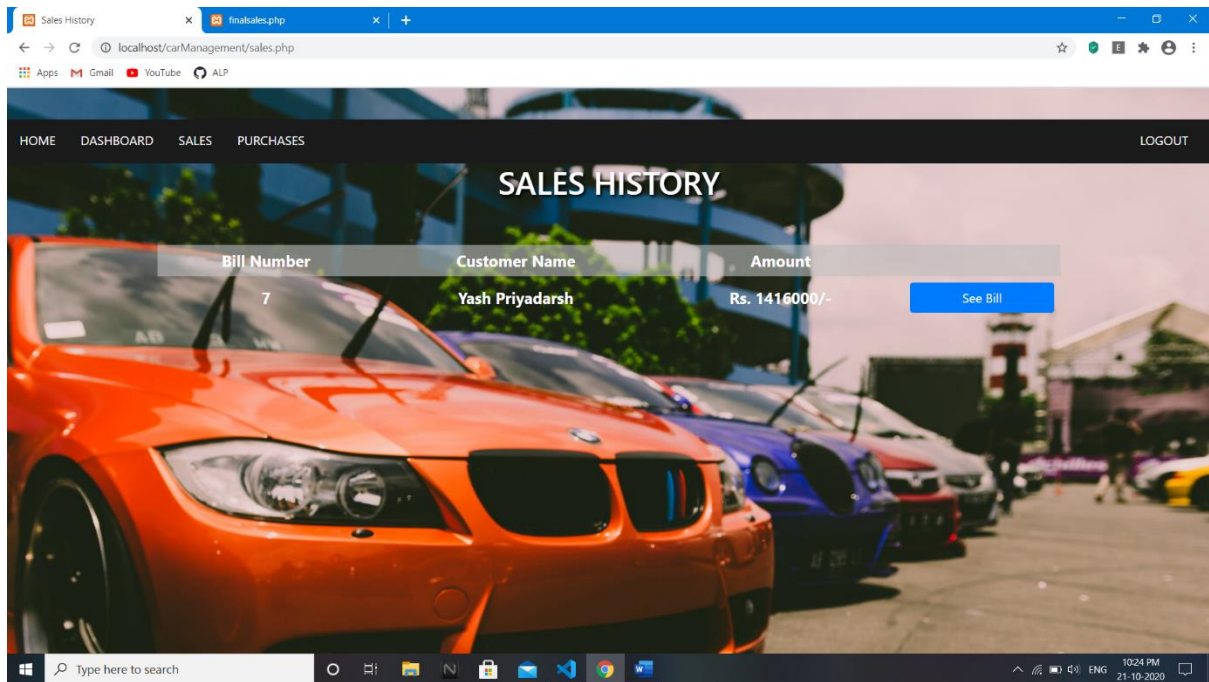 Sales History
finalsales.php
localhost/carManagement/sales.php
Apps Gmail YouTube ALP
HOME DASHBOARD SALES PURCHASES LOGOUT
SALES HISTORY
Bill Number Customer Name Amount
7 Yash Priyadarsh Rs. 1416000/- See Bill
Type here to search
ENG
10:24 PM
21-10-2020